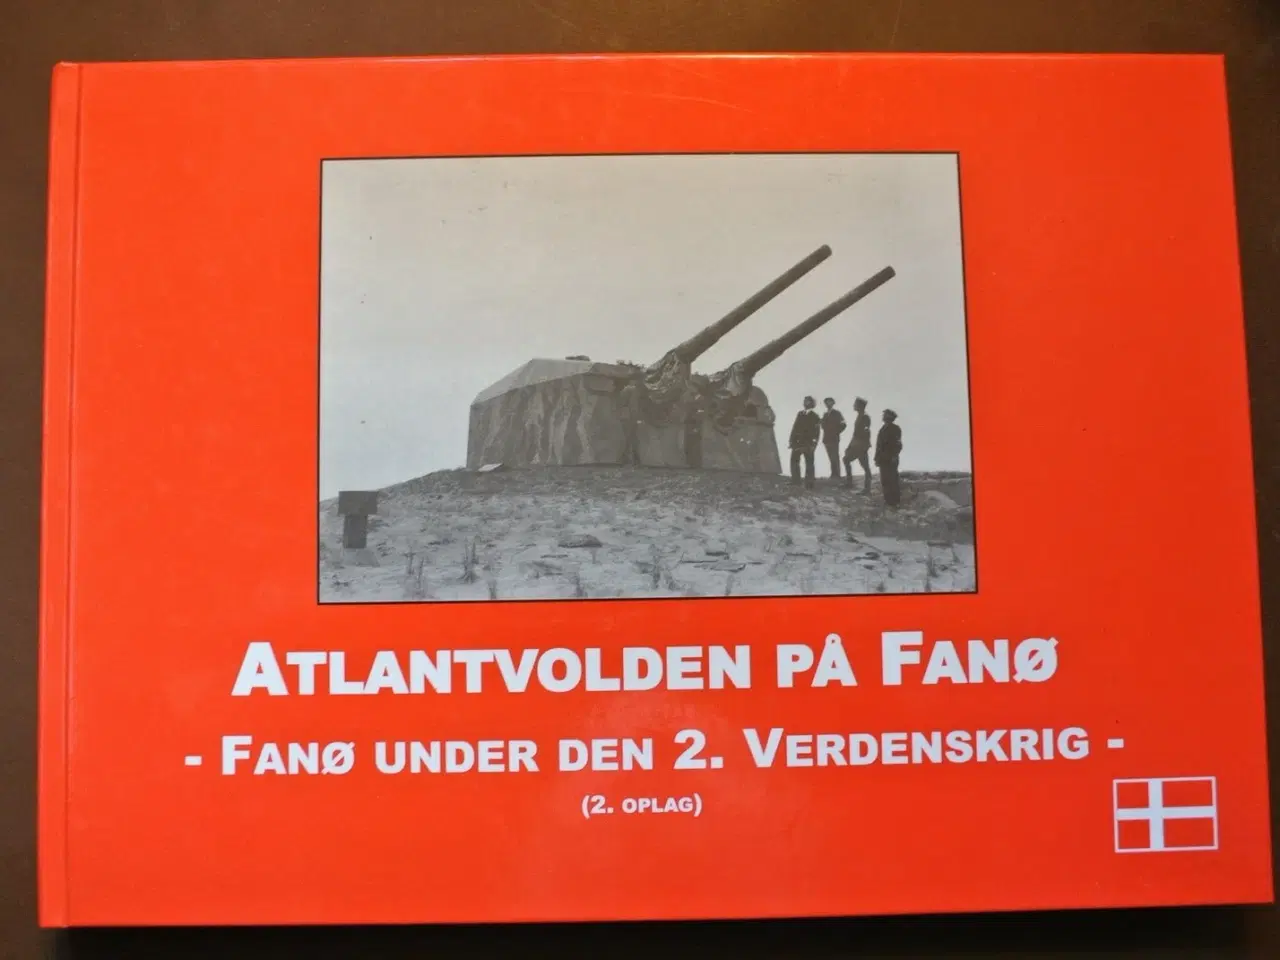 ATLANTVOLDEN PÅ FANØ
- FANØ UNDER DEN 2. VERDENSKRIG -
(2. OPLAG)